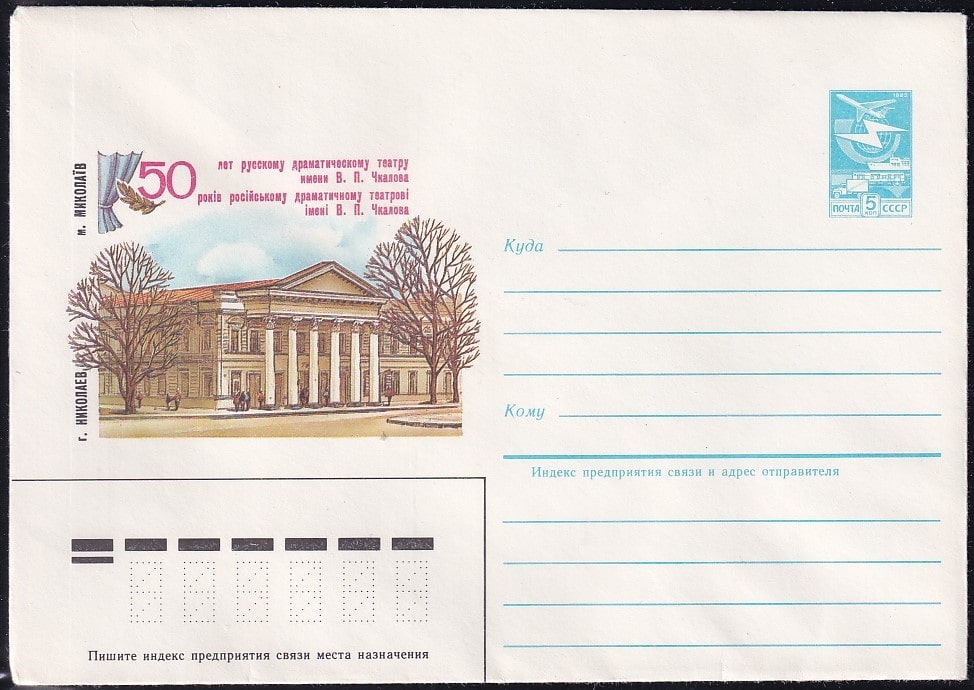 м. МИКОЛАЇВ
г. НИКОЛАЕВ
50 лет русскому драматическому театру
имени В. П. Чкалова
років російському драматичному театрові
імені В. П. Чкалова
ПОЧТА 5 КОП СССР
Куда
Кому
Индекс предприятия связи и адрес отправителя
Пишите индекс предприятия связи места назначения